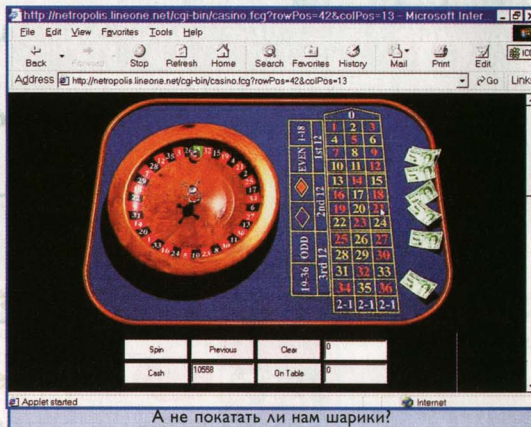 http://netropolis.lineone.net/cgi-bin/casino.fcg?rowPos=42&colPos=13 - Microsoft Inter...
File Edit View Favorites Tools Help
Back Forward Stop Refresh Home Search Favorites History Mail Print Edit
Address http://netropolis.lineone.net/cgi-bin/casino.fcg?rowPos=42&colPos=13 Go Links
0
1 2 3
4 5 6
7 8 9
10 11 12
13 14 15
16 17 18
19 20 21
22 23 24
25 26 27
28 29 30
31 32 33
34 35 36
2-1 2-1 2-1
1-18 EVEN ODD 19-36
1st 12 2nd 12 3rd 12
Spin Previous Clear 0
Cash 10558 On Table 0
Applet started Internet
А не покатать ли нам шарики?